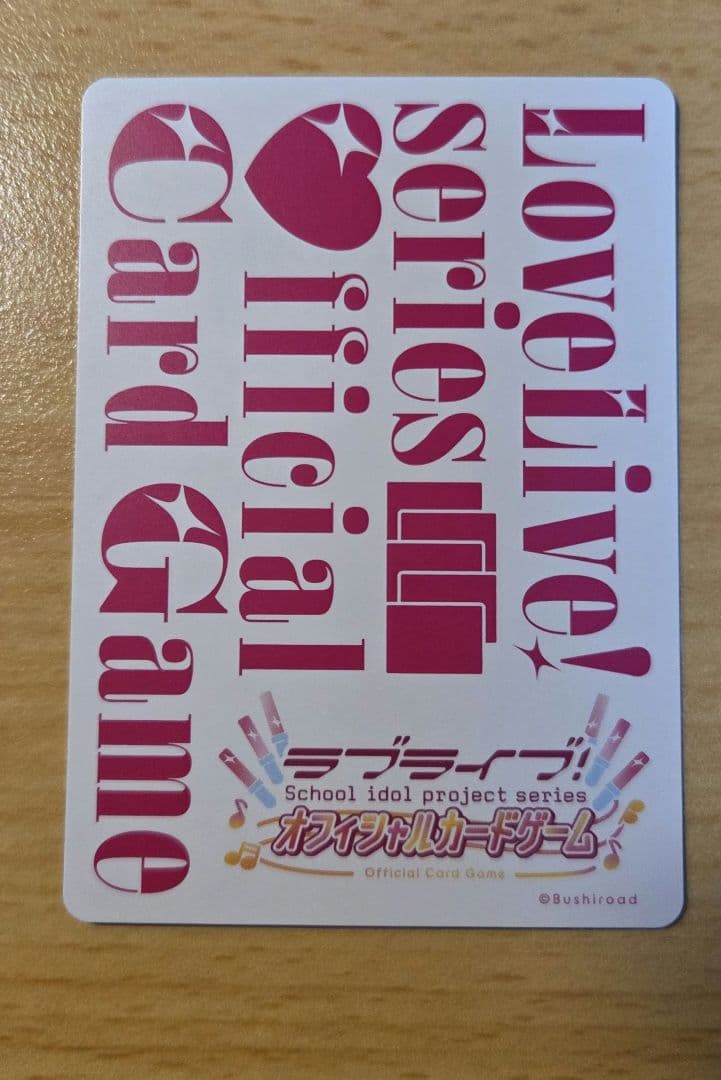 LoveLive!
series
Official
Card Game
ラブライブ!
School idol project series
オフィシャルカードゲーム
Official Card Game
©Bushiroad